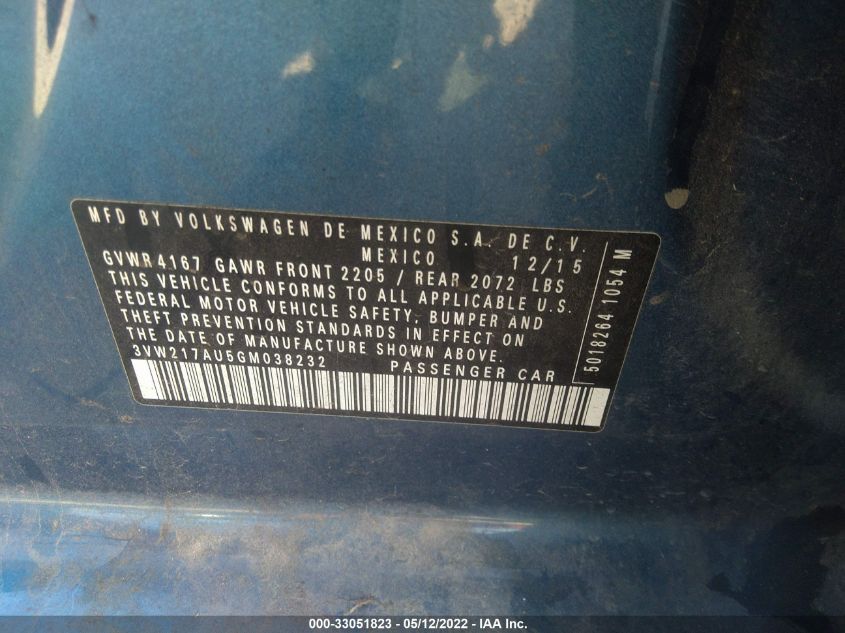 MFD BY VOLKSWAGEN DE MEXICO S.A. DE C.V.
MEXICO 12/15
GVWR4167 GAWR FRONT 2205 / REAR 2072 LBS
THIS VEHICLE CONFORMS TO ALL APPLICABLE U.S.
FEDERAL MOTOR VEHICLE SAFETY, BUMPER AND
THEFT PREVENTION STANDARDS IN EFFECT ON
THE DATE OF MANUFACTURE SHOWN ABOVE.
3VW217AU5GM038232 PASSENGER CAR
5018264 1054 M
000-33051823 - 05/12/2022 - IAA Inc.